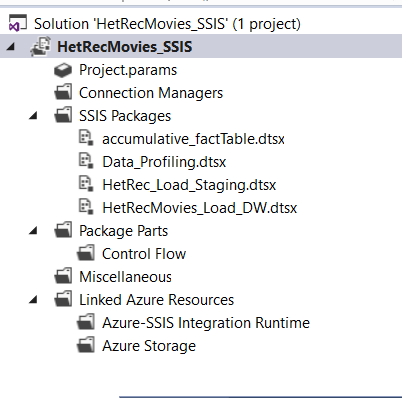 Solution 'HetRecMovies_SSIS' (1 project)
HetRecMovies_SSIS
Project.params
Connection Managers
SSIS Packages
accumulative_factTable.dtsx
Data_Profiling.dtsx
HetRec_Load_Staging.dtsx
HetRecMovies_Load_DW.dtsx
Package Parts
Control Flow
Miscellaneous
Linked Azure Resources
Azure-SSIS Integration Runtime
Azure Storage